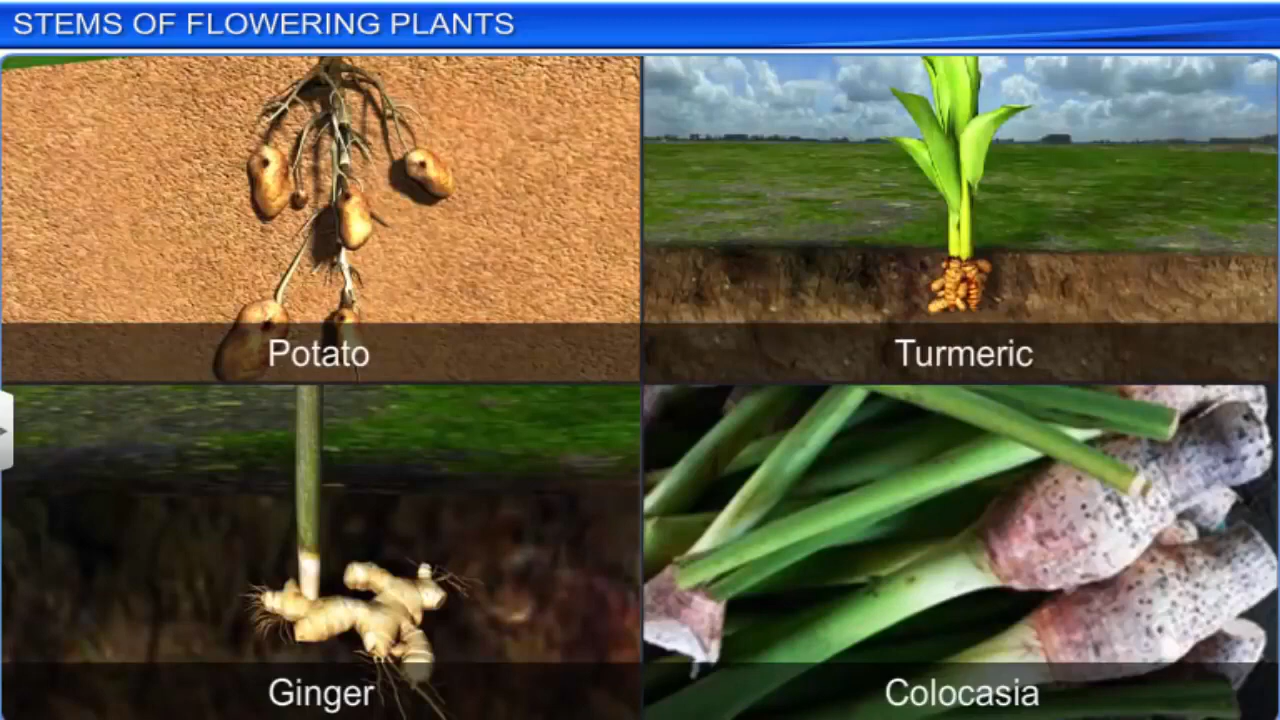 STEMS OF FLOWERING PLANTS
Potato
Turmeric
Ginger
Colocasia